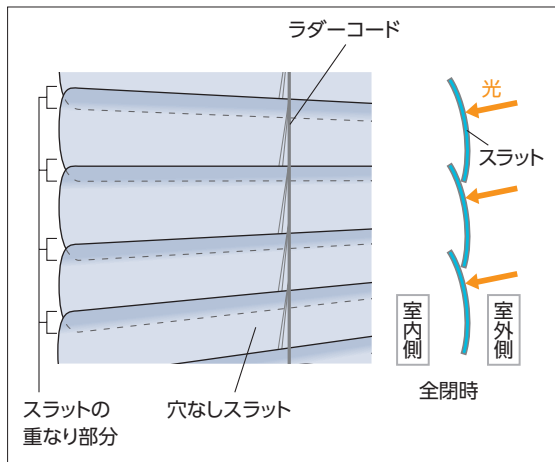 ラダーコード
光
スラット
室内側
室外側
全閉時
スラットの
重なり部分
穴なしスラット